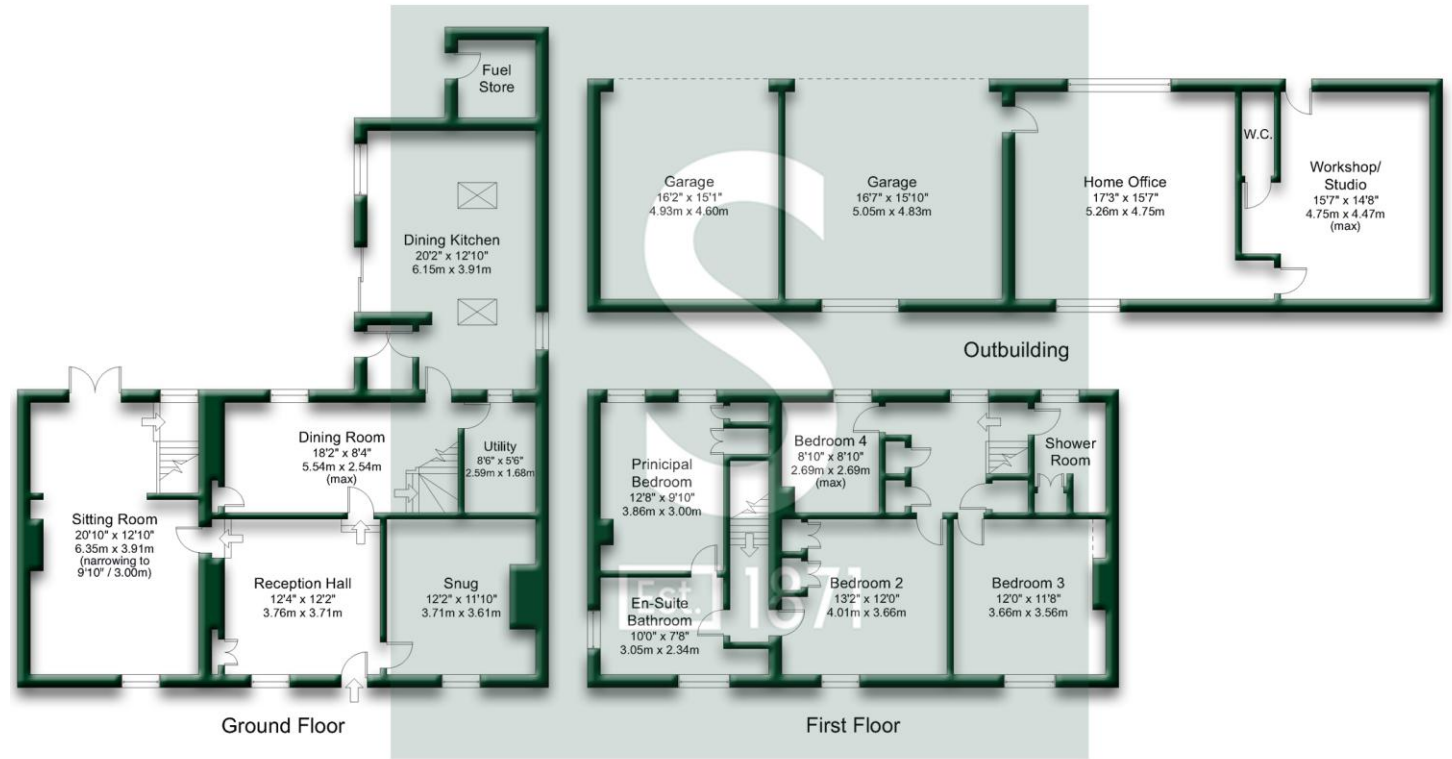 Fuel
Store
Dining Kitchen
20'2" x 12'10"
6.15m x 3.91m
Dining Room
18'2" x 8'4"
5.54m x 2.54m
(max)
Utility
8'6" x 5'6"
2.59m x 1.68m
Sitting Room
20'10" x 12'10"
6.35m x 3.91m
(narrowing to
9'10" / 3.00m)
Reception Hall
12'4" x 12'2"
3.76m x 3.71m
Snug
12'2" x 11'10"
3.71m x 3.61m
Ground Floor
Garage
16'2" x 15'1"
4.93m x 4.60m
Garage
16'7" x 15'10"
5.05m x 4.83m
Home Office
17'3" x 15'7"
5.26m x 4.75m
W.C.
Workshop/
Studio
15'7" x 14'8"
4.75m x 4.47m
(max)
Outbuilding
Prinicipal
Bedroom
12'8" x 9'10"
3.86m x 3.00m
Bedroom 4
8'10" x 8'10"
2.69m x 2.69m
(max)
Shower
Room
En-Suite
Bathroom
10'0" x 7'8"
3.05m x 2.34m
Bedroom 2
13'2" x 12'0"
4.01m x 3.66m
Bedroom 3
12'0" x 11'8"
3.66m x 3.56m
First Floor
S
Est. 1871